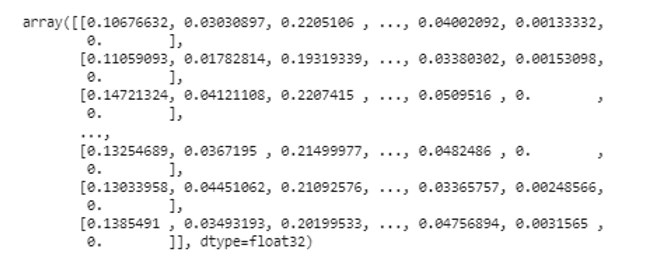 array([[0.10676632, 0.03030897, 0.2205106 , ..., 0.04002092, 0.00133332,
        0.        ],
       [0.11059093, 0.01782814, 0.19319339, ..., 0.03380302, 0.00153098,
        0.        ],
       [0.14721324, 0.04121108, 0.2207415 , ..., 0.0509516 , 0.        ,
        0.        ],
       ...,
       [0.13254689, 0.0367195 , 0.21499977, ..., 0.0482486 , 0.        ,
        0.        ],
       [0.13033958, 0.04451062, 0.21092576, ..., 0.03365757, 0.00248566,
        0.        ],
       [0.1385491 , 0.03493193, 0.20199533, ..., 0.04756894, 0.0031565 ,
        0.        ]], dtype=float32)